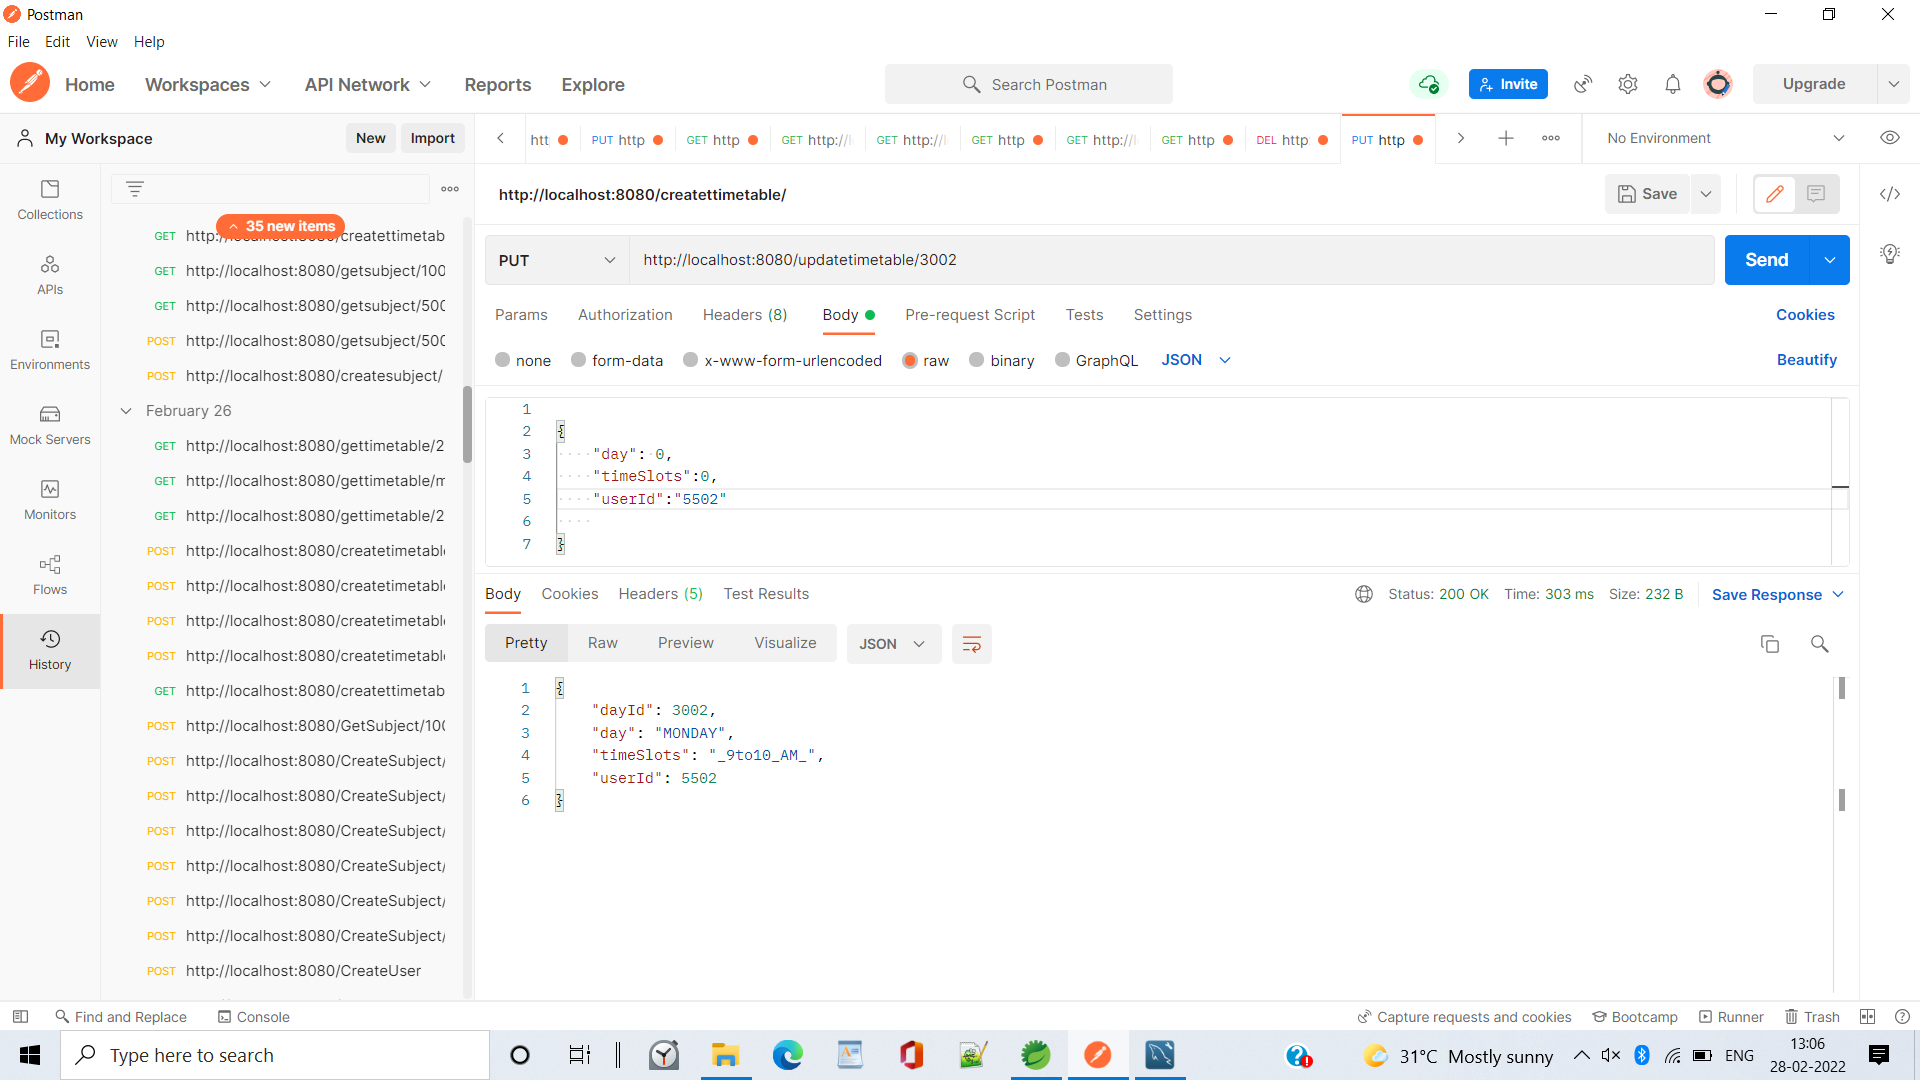 Postman
File Edit View Help
Home Workspaces API Network Reports Explore
Search Postman
Invite
Upgrade
My Workspace
New Import
htt PUT http GET http GET http:// GET http:// GET http GET http:// GET http DEL http PUT http
No Environment
Collections
APIs
Environments
Mock Servers
Monitors
Flows
History
35 new items
GET http://localhost:8080/createttimetab
GET http://localhost:8080/getsubject/100
GET http://localhost:8080/getsubject/500
POST http://localhost:8080/getsubject/500
POST http://localhost:8080/createsubject/
February 26
GET http://localhost:8080/gettimetable/2
GET http://localhost:8080/gettimetable/m
GET http://localhost:8080/gettimetable/2
POST http://localhost:8080/createtimetabl
POST http://localhost:8080/createtimetabl
POST http://localhost:8080/createtimetabl
POST http://localhost:8080/createtimetabl
GET http://localhost:8080/createttimetab
POST http://localhost:8080/GetSubject/100
POST http://localhost:8080/CreateSubject/
POST http://localhost:8080/CreateSubject/
POST http://localhost:8080/CreateSubject/
POST http://localhost:8080/CreateSubject/
POST http://localhost:8080/CreateSubject/
POST http://localhost:8080/CreateSubject/
POST http://localhost:8080/CreateUser
http://localhost:8080/createttimetable/
Save
PUT http://localhost:8080/updatetimetable/3002
Send
Params Authorization Headers (8) Body Pre-request Script Tests Settings
Cookies
none form-data x-www-form-urlencoded raw binary GraphQL JSON
Beautify
1
2 {
3 "day": 0,
4 "timeSlots":0,
5 "userId":"5502"
6
7 }
Body Cookies Headers (5) Test Results
Status: 200 OK Time: 303 ms Size: 232 B Save Response
Pretty Raw Preview Visualize JSON
1 {
2 "dayId": 3002,
3 "day": "MONDAY",
4 "timeSlots": "_9to10_AM_",
5 "userId": 5502
6 }
Find and Replace Console
Capture requests and cookies Bootcamp Runner Trash
Type here to search
31°C Mostly sunny
ENG
13:06
28-02-2022